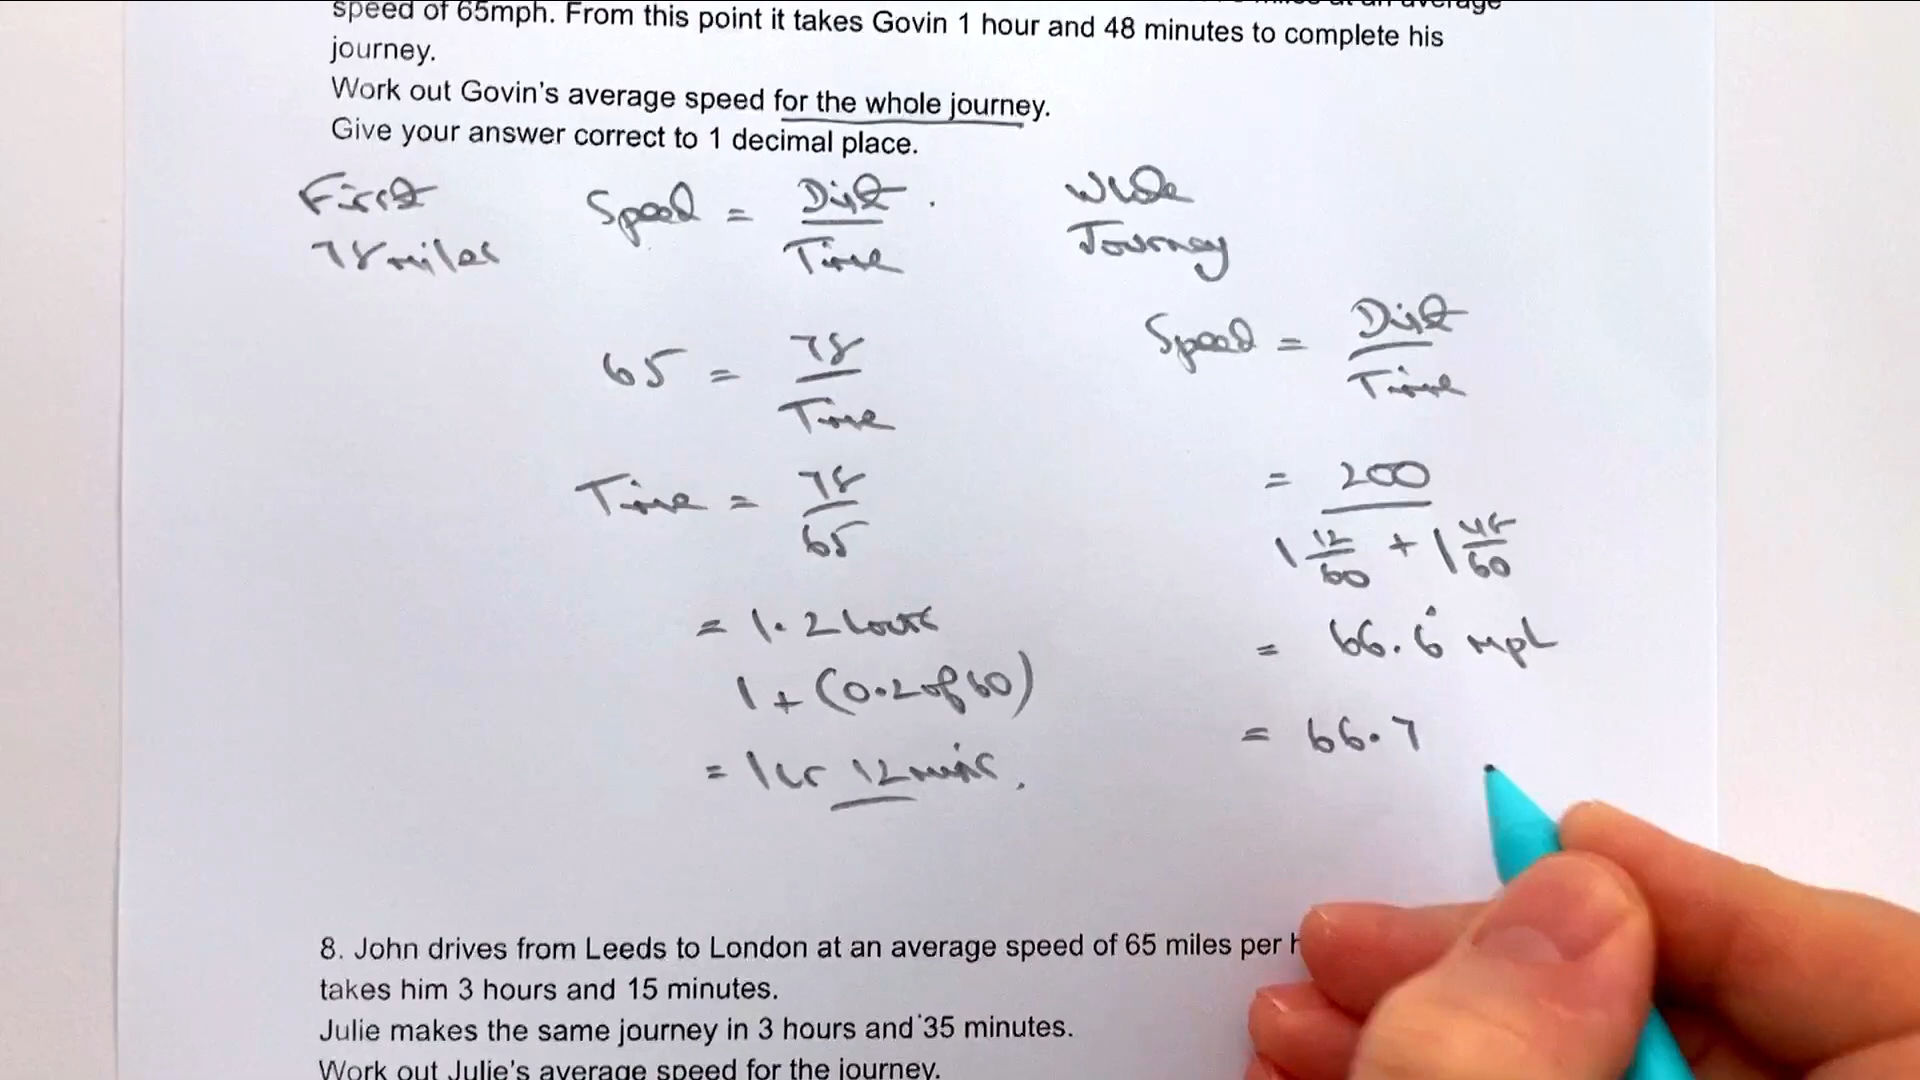 speed of 65mph. From this point it takes Govin 1 hour and 48 minutes to complete his
journey.
Work out Govin's average speed for the whole journey.
Give your answer correct to 1 decimal place.
First
78 miles
Speed = Dist
Time
65 = 78
Time
Time = 78
65
= 1.2 hours
1 + (0.2 of 60)
= 1 hr 12 mins.
Whole
Journey
Speed = Dist
Time
= 200
1 12/60 + 1 48/60
= 66.6̇ mph
= 66.7
8. John drives from Leeds to London at an average speed of 65 miles per
takes him 3 hours and 15 minutes.
Julie makes the same journey in 3 hours and 35 minutes.
Work out Julie's average speed for the journey.